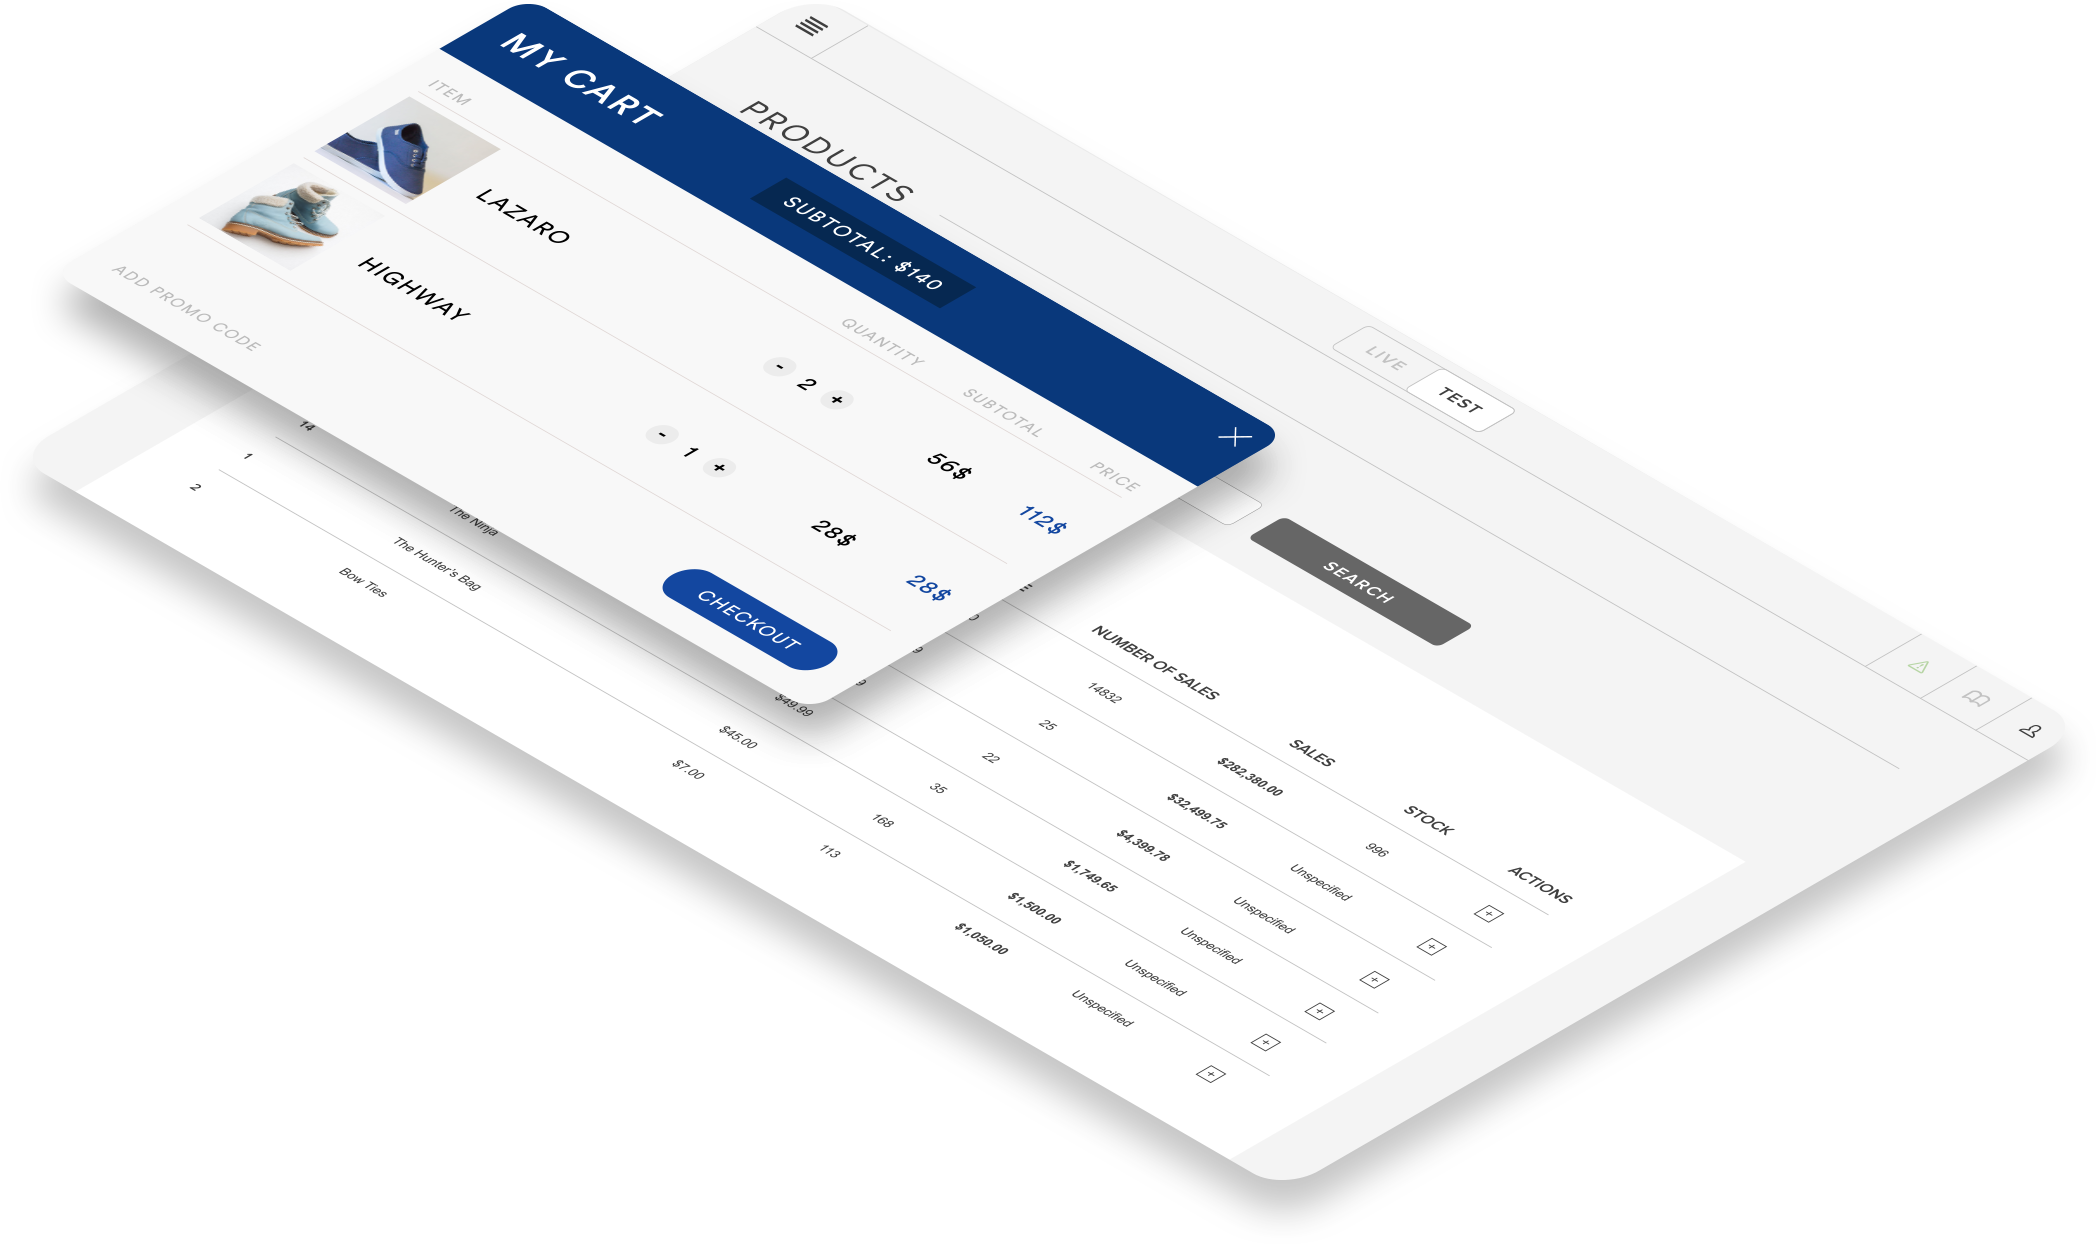 MY CART
SUBTOTAL: $140
ITEM
QUANTITY
SUBTOTAL
PRICE
LAZARO
- 2 +
56$
112$
HIGHWAY
- 1 +
28$
28$
ADD PROMO CODE
CHECKOUT
PRODUCTS
LIVE
TEST
SEARCH
NUMBER OF SALES
SALES
STOCK
ACTIONS
14832
$282,380.00
996
25
$32,499.75
Unspecified
22
$4,399.78
Unspecified
14
The Ninja
$49.99
35
$1,749.65
Unspecified
1
The Hunter's Bag
$45.00
168
$1,500.00
Unspecified
2
Bow Ties
$7.00
113
$1,050.00
Unspecified